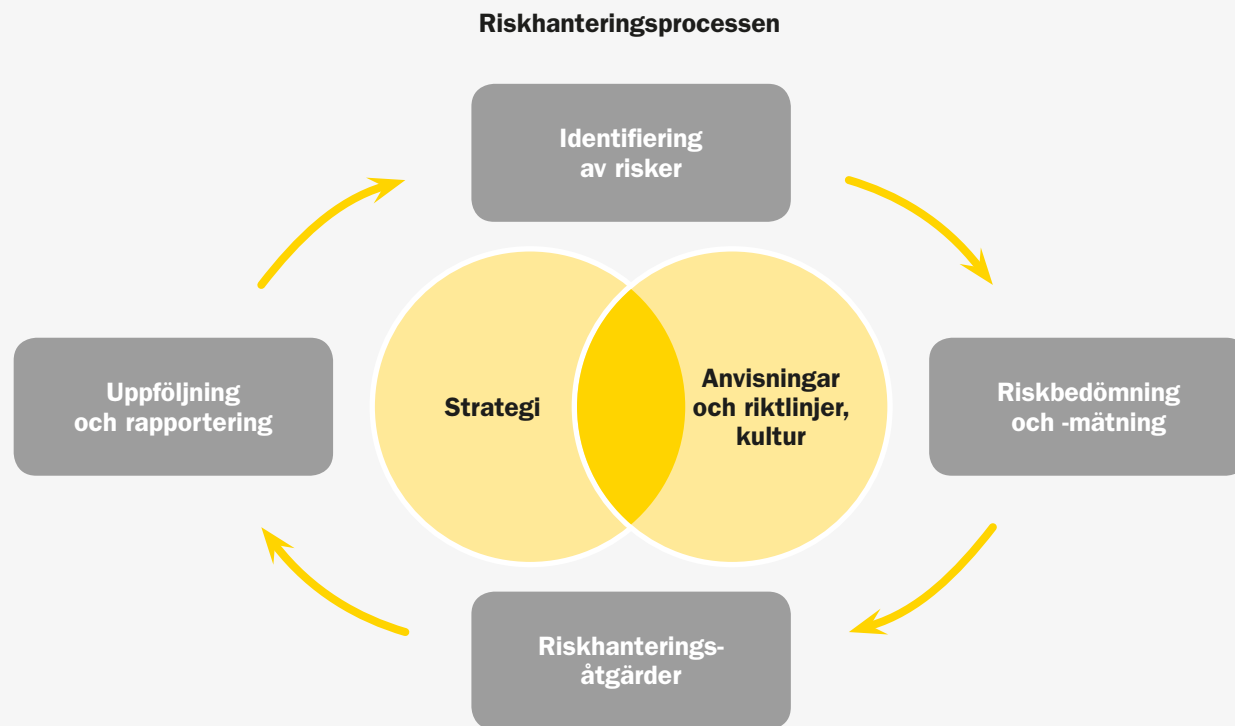 Riskhanteringsprocessen
Identifiering
av risker
Uppföljning
och rapportering
Strategi
Anvisningar
och riktlinjer,
kultur
Riskbedömning
och -mätning
Riskhanterings-
åtgärder